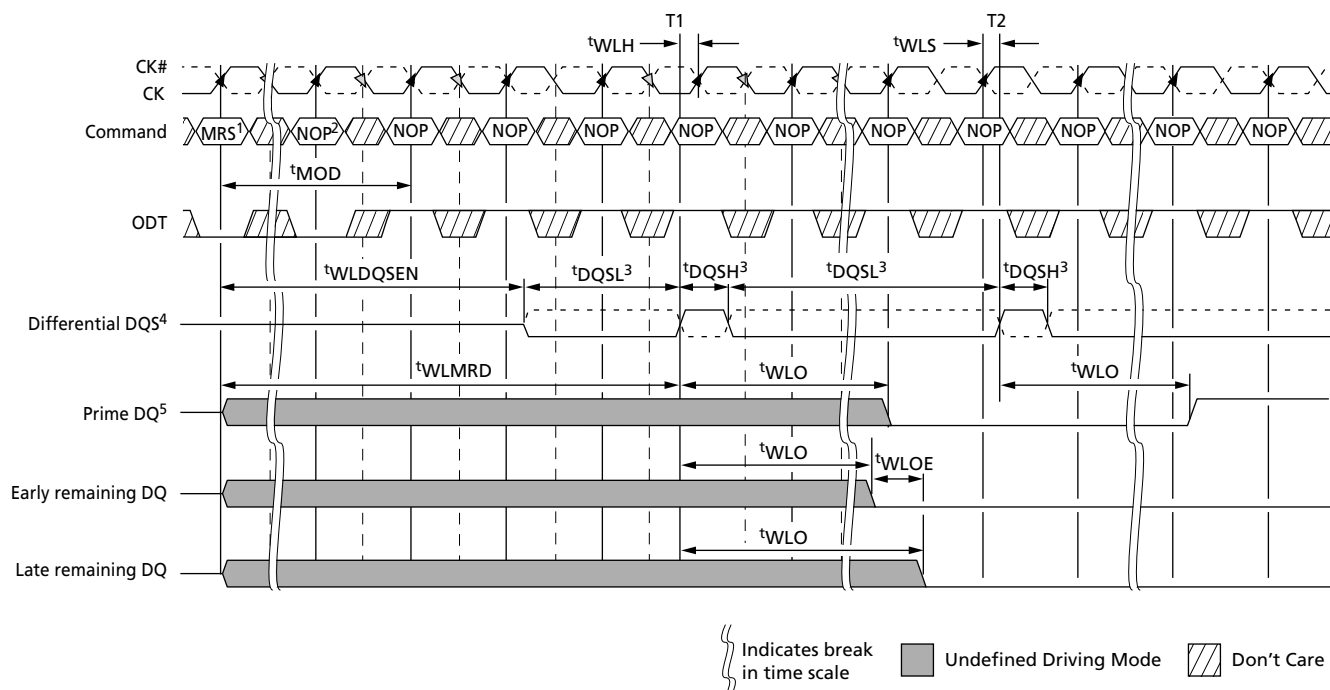 T1 T2
tWLH tWLS
CK#
CK
Command MRS1 NOP2 NOP NOP NOP NOP NOP NOP NOP NOP NOP NOP
tMOD
ODT
tWLDQSEN tDQSL3 tDQSH3 tDQSL3 tDQSH3
Differential DQS4
tWLMRD tWLO tWLO
Prime DQ5
tWLO tWLOE
Early remaining DQ
tWLO
Late remaining DQ
Indicates break
in time scale
Undefined Driving Mode
Don't Care